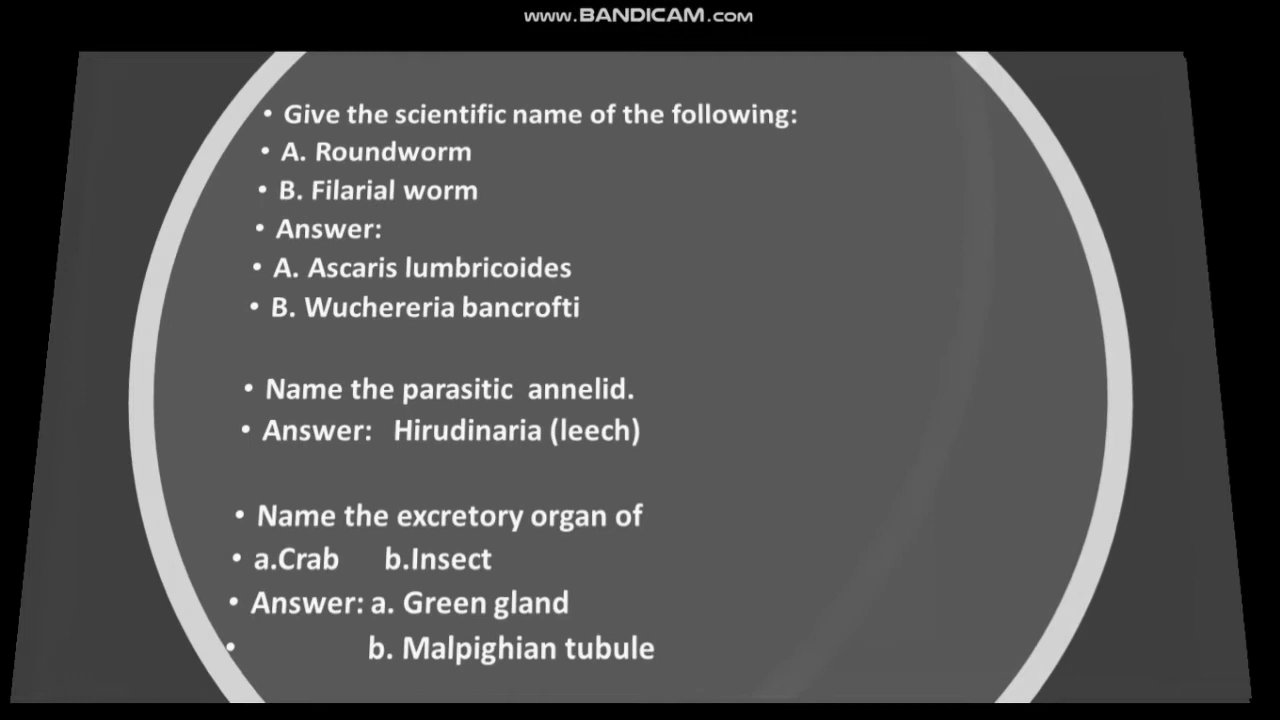 www.BANDICAM.com
• Give the scientific name of the following:
• A. Roundworm
• B. Filarial worm
• Answer:
• A. Ascaris lumbricoides
• B. Wuchereria bancrofti
• Name the parasitic  annelid.
• Answer:   Hirudinaria (leech)
• Name the excretory organ of
• a.Crab      b.Insect
• Answer: a. Green gland
•                 b. Malpighian tubule